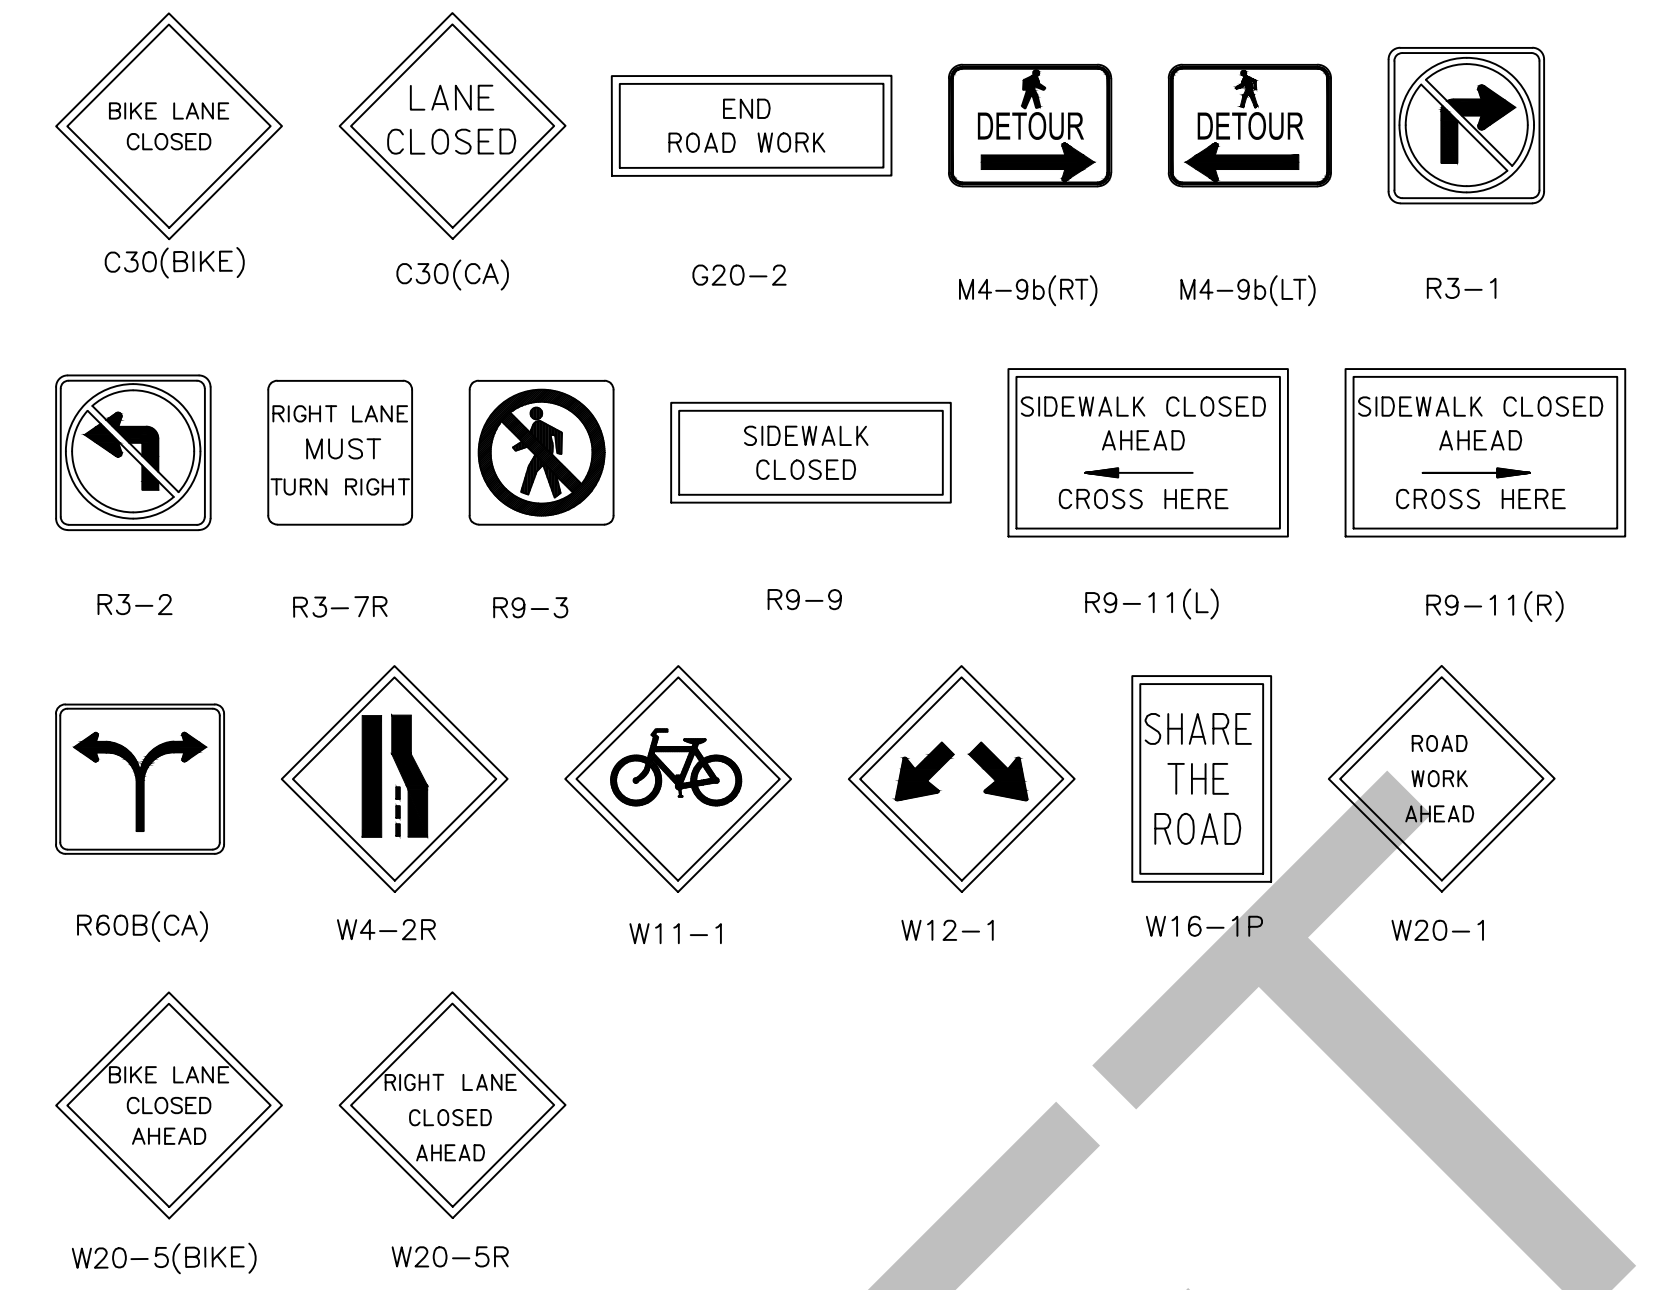 BIKE LANE
CLOSED
C30(BIKE)
LANE
CLOSED
C30(CA)
END
ROAD WORK
G20-2
DETOUR
M4-9b(RT)
DETOUR
M4-9b(LT)
R3-1
R3-2
RIGHT LANE
MUST
TURN RIGHT
R3-7R
R9-3
SIDEWALK
CLOSED
R9-9
SIDEWALK CLOSED
AHEAD
CROSS HERE
R9-11(L)
SIDEWALK CLOSED
AHEAD
CROSS HERE
R9-11(R)
R60B(CA)
W4-2R
W11-1
W12-1
SHARE
THE
ROAD
W16-1P
ROAD
WORK
AHEAD
W20-1
BIKE LANE
CLOSED
AHEAD
W20-5(BIKE)
RIGHT LANE
CLOSED
AHEAD
W20-5R